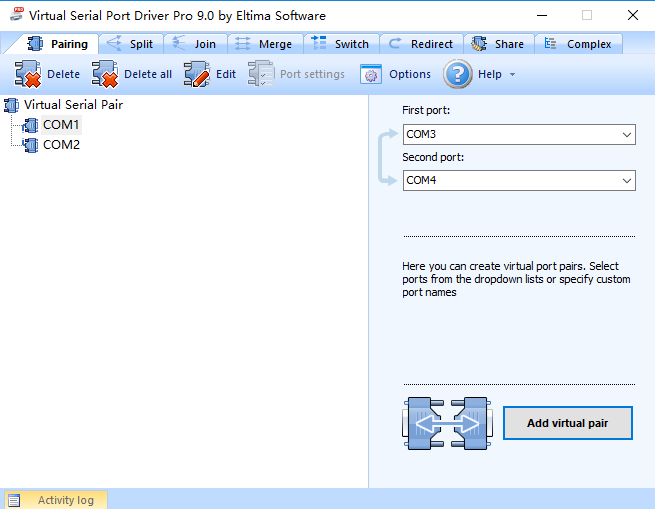 Virtual Serial Port Driver Pro 9.0 by Eltima Software
Pairing Split Join Merge Switch Redirect Share Complex
Delete Delete all Edit Port settings Options Help
Virtual Serial Pair
COM1
COM2
First port:
COM3
Second port:
COM4
Here you can create virtual port pairs. Select
ports from the dropdown lists or specify custom
port names
Add virtual pair
Activity log